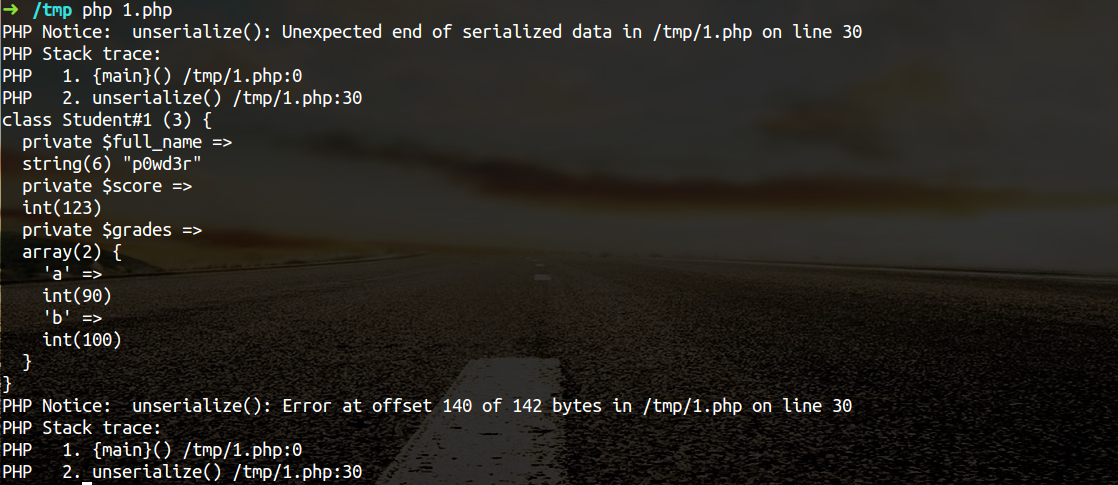 ➜ /tmp php 1.php
PHP Notice:  unserialize(): Unexpected end of serialized data in /tmp/1.php on line 30
PHP Stack trace:
PHP   1. {main}() /tmp/1.php:0
PHP   2. unserialize() /tmp/1.php:30
class Student#1 (3) {
  private $full_name =>
  string(6) "p0wd3r"
  private $score =>
  int(123)
  private $grades =>
  array(2) {
    'a' =>
    int(90)
    'b' =>
    int(100)
  }
}
PHP Notice:  unserialize(): Error at offset 140 of 142 bytes in /tmp/1.php on line 30
PHP Stack trace:
PHP   1. {main}() /tmp/1.php:0
PHP   2. unserialize() /tmp/1.php:30